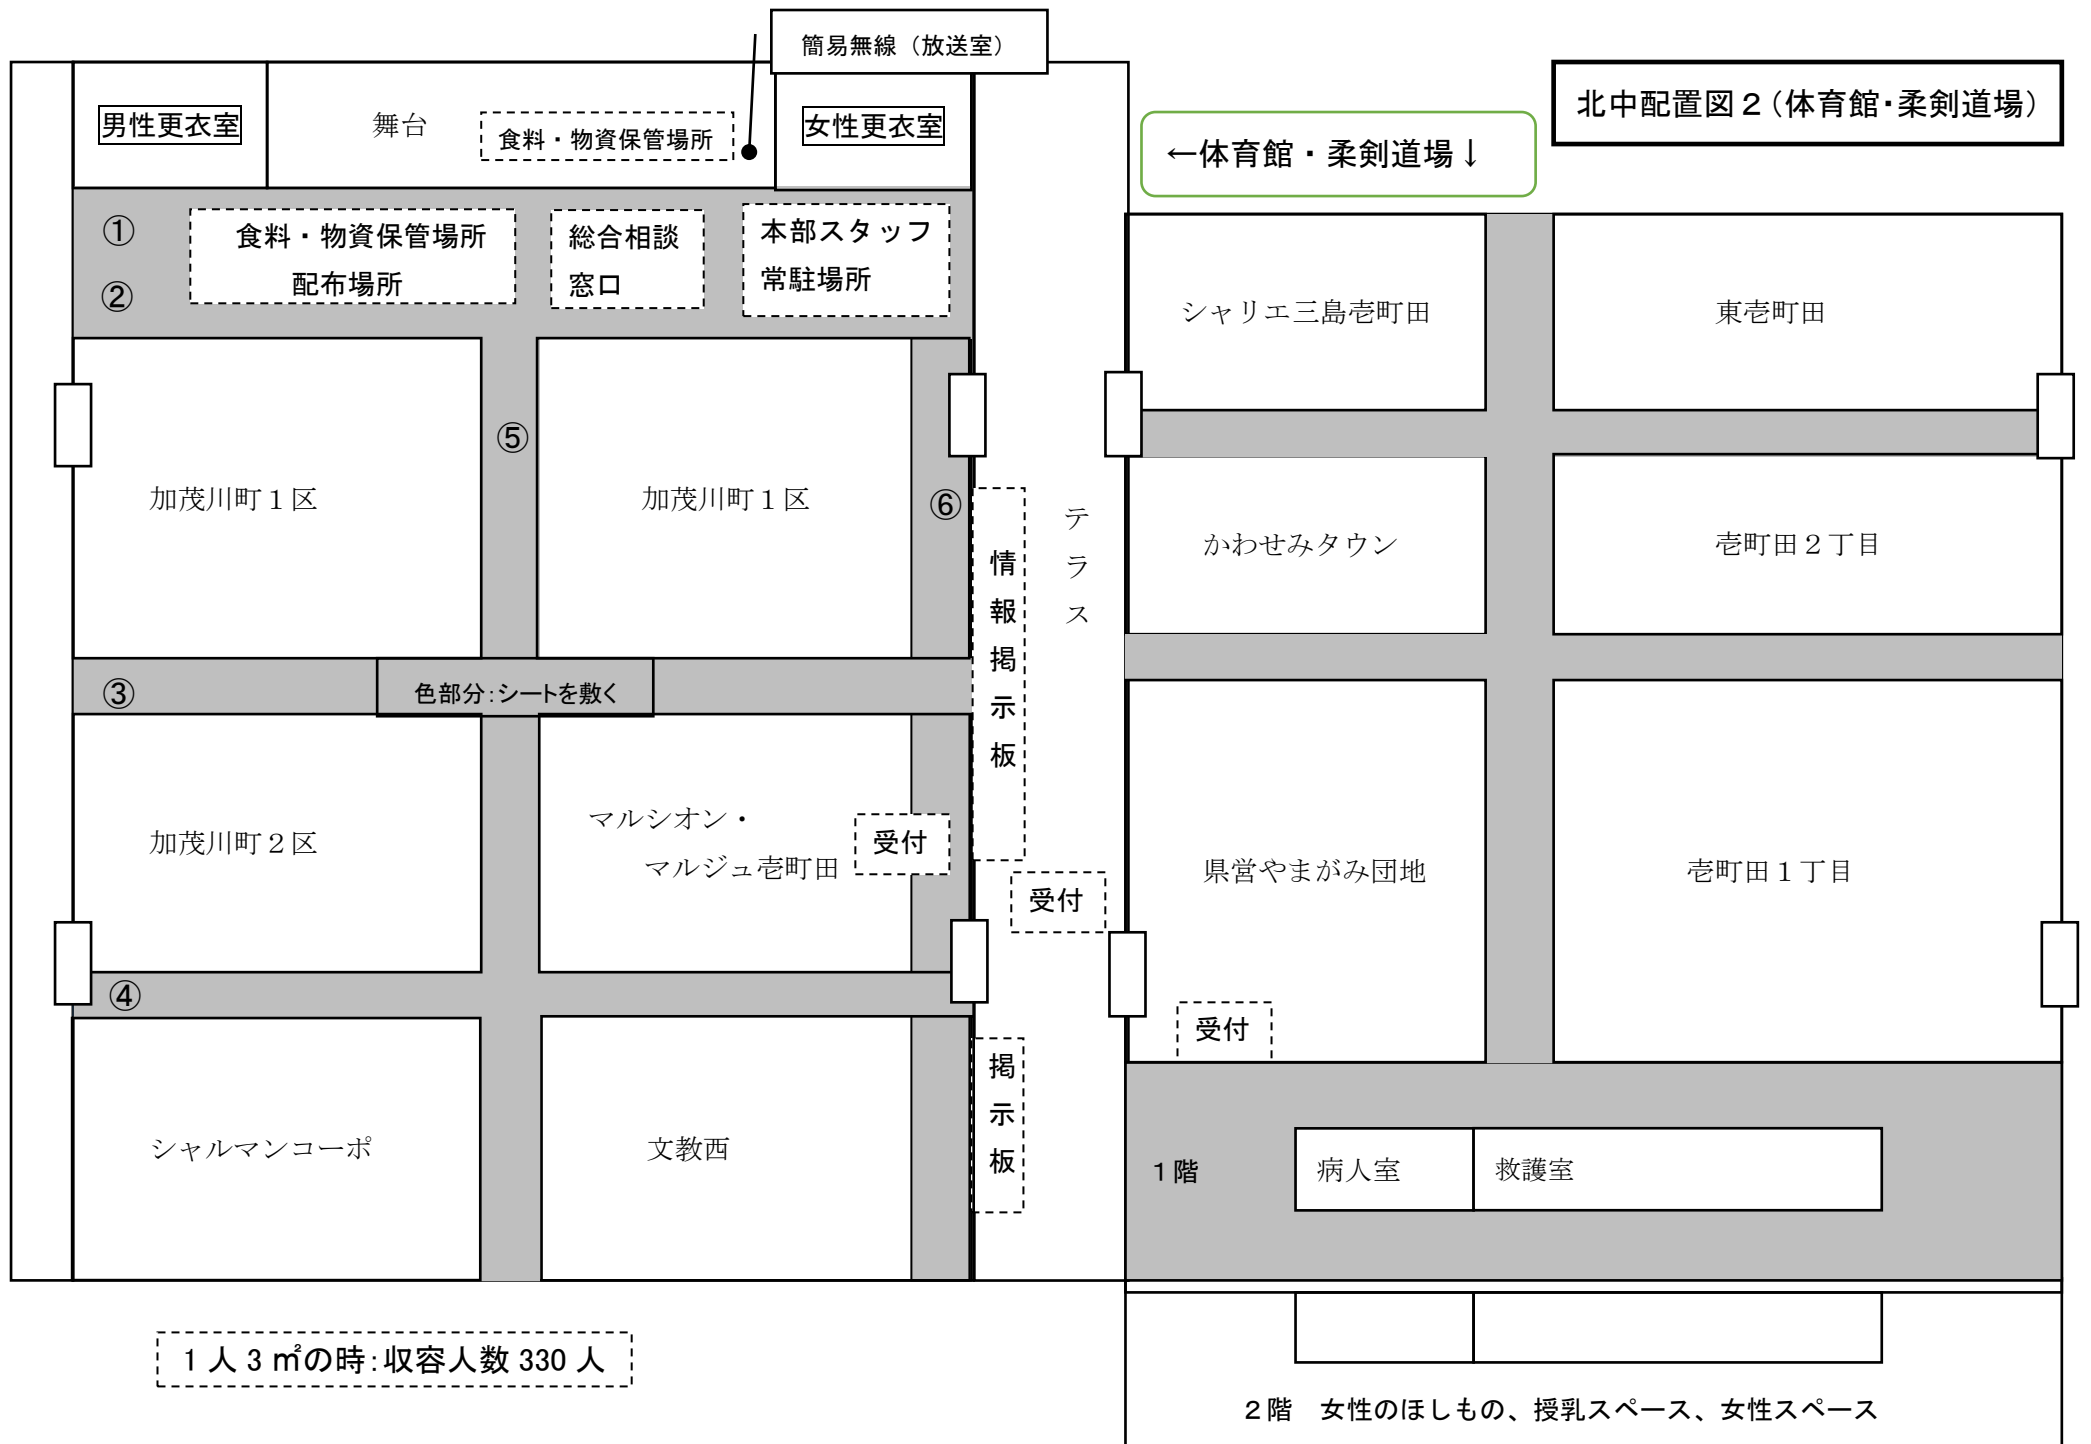 簡易無線（放送室）
北中配置図２（体育館・柔剣道場）
男性更衣室
舞台
食料・物資保管場所
女性更衣室
←体育館・柔剣道場↓
①
②
食料・物資保管場所
配布場所
総合相談
窓口
本部スタッフ
常駐場所
シャリエ三島壱町田
東壱町田
⑤
加茂川町１区
加茂川町１区
⑥
情報掲示板
テラス
かわせみタウン
壱町田２丁目
③
色部分：シートを敷く
加茂川町２区
マルシオン・
マルジュ壱町田
受付
受付
県営やまがみ団地
壱町田１丁目
受付
④
シャルマンコーポ
文教西
掲示板
１階
病人室
救護室
1 人 3 ㎡の時：収容人数 330 人
２階　女性のほしもの、授乳スペース、女性スペース